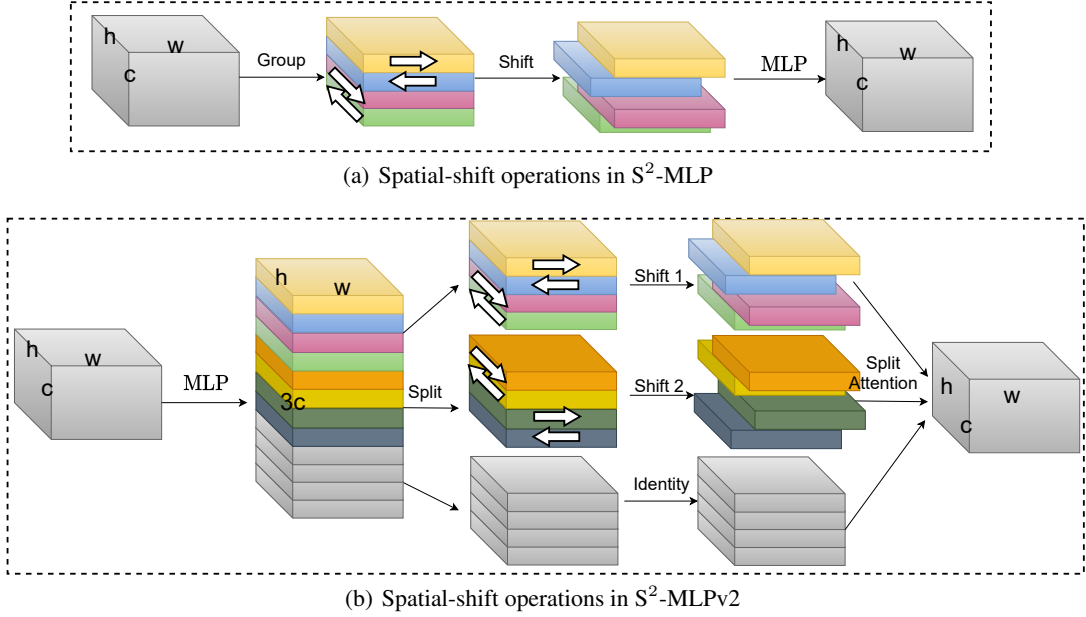 h
w
c
Group
Shift
MLP
h
w
c
(a) Spatial-shift operations in S²-MLP
h
w
c
MLP
h
w
3c
Split
Shift 1
Shift 2
Identity
Split
Attention
h
w
c
(b) Spatial-shift operations in S²-MLPv2